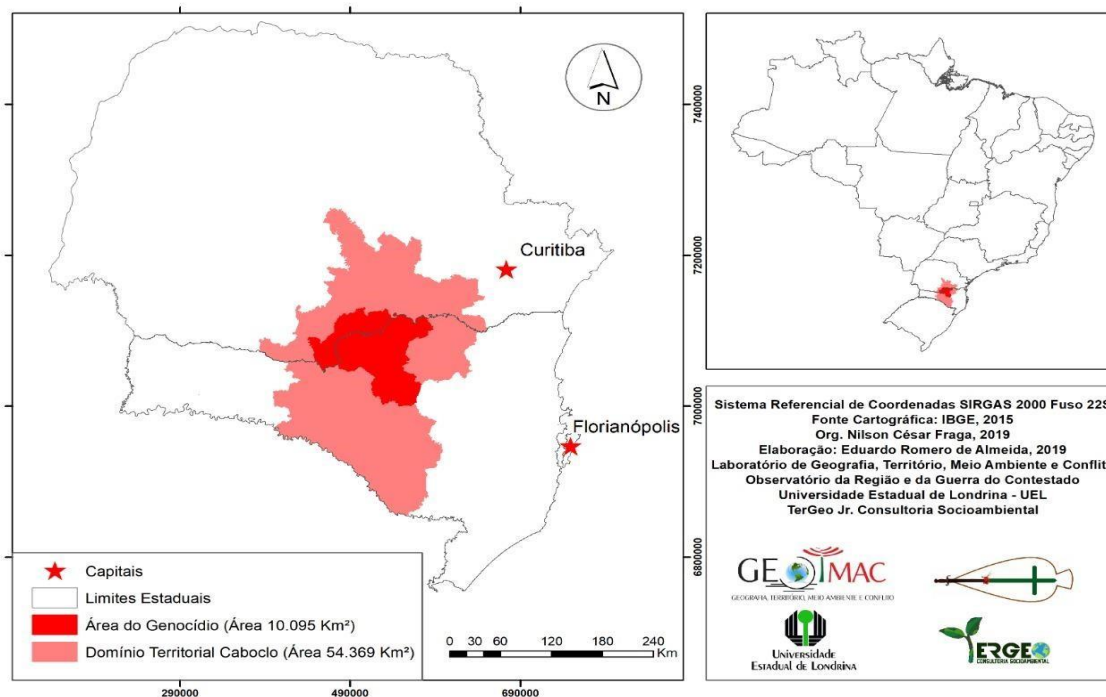 N
Curitiba
Florianópolis
7400000
7200000
7000000
6800000
Capitais
Limites Estaduais
Área do Genocídio (Área 10.095 Km²)
Domínio Territorial Caboclo (Área 54.369 Km²)
0 30 60 120 180 240
Km
290000 490000 690000
Sistema Referencial de Coordenadas SIRGAS 2000 Fuso 22S
Fonte Cartográfica: IBGE, 2015
Org. Nilson César Fraga, 2019
Elaboração: Eduardo Romero de Almeida, 2019
Laboratório de Geografia, Território, Meio Ambiente e Conflit
Observatório da Região e da Guerra do Contestado
Universidade Estadual de Londrina - UEL
TerGeo Jr. Consultoria Socioambiental
GEOTMAC
GEOGRAFIA, TERRITÓRIO, MEIO AMBIENTE E CONFLITO
Universidade
Estadual de Londrina
TERGEO
CONSULTORIA SOCIOAMBIENTAL